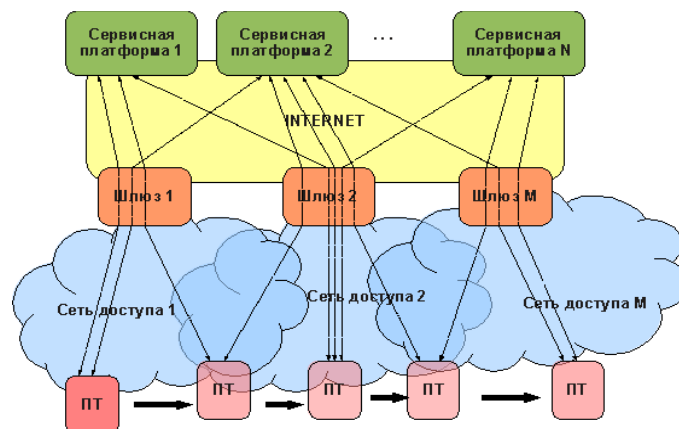 Сервисная
платформа 1
Сервисная
платформа 2
...
Сервисная
платформа N
INTERNET
Шлюз 1
Шлюз 2
Шлюз М
Сеть доступа 1
Сеть доступа 2
Сеть доступа М
ПТ
ПТ
ПТ
ПТ
ПТ